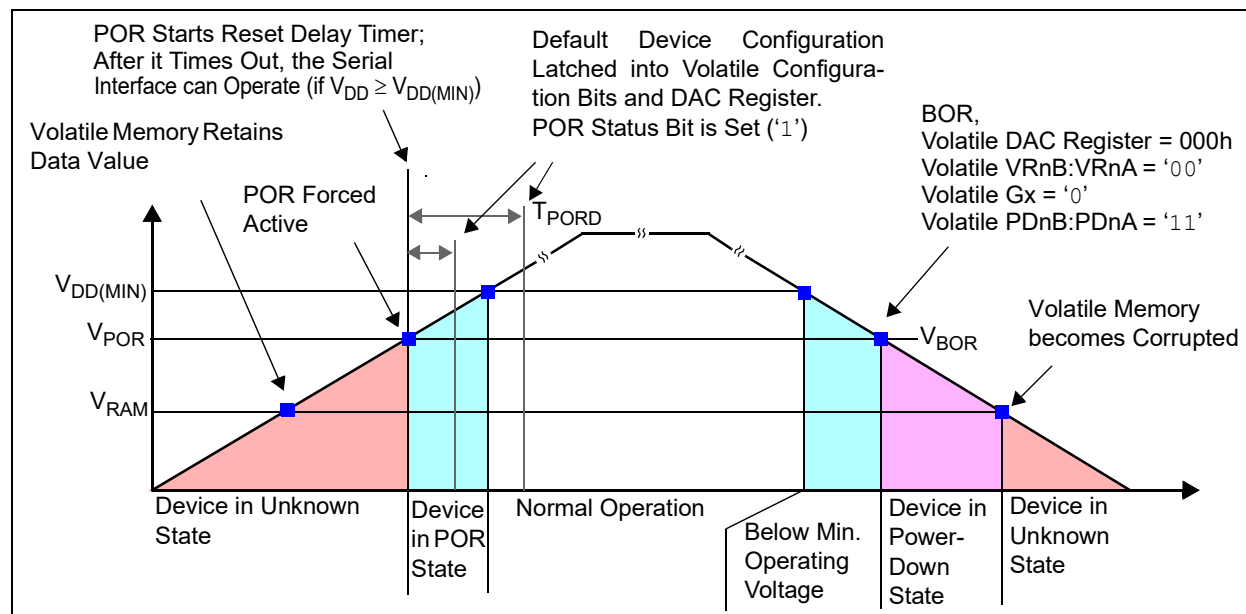 POR Starts Reset Delay Timer;
After it Times Out, the Serial
Interface can Operate (if VDD ≥ VDD(MIN))
Default Device Configuration
Latched into Volatile Configura-
tion Bits and DAC Register.
POR Status Bit is Set (‘1’)
BOR,
Volatile DAC Register = 000h
Volatile VRnB:VRnA = ‘00’
Volatile Gx = ‘0’
Volatile PDnB:PDnA = ‘11’
Volatile Memory Retains
Data Value
POR Forced
Active
TPORD
VDD(MIN)
VPOR
VBOR
VRAM
Volatile Memory
becomes Corrupted
Device in Unknown
State
Device
in POR
State
Normal Operation
Below Min.
Operating
Voltage
Device in
Power-
Down
State
Device in
Unknown
State